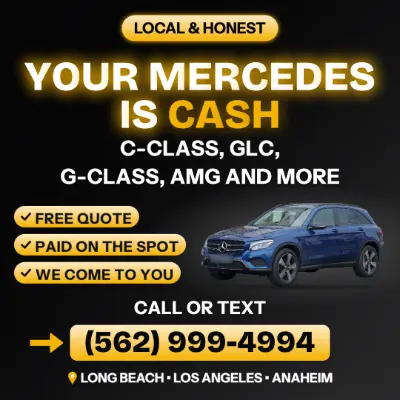 LOCAL & HONEST
YOUR MERCEDES
IS CASH
C-CLASS, GLC,
G-CLASS, AMG AND MORE
FREE QUOTE
PAID ON THE SPOT
WE COME TO YOU
CALL OR TEXT
(562) 999-4994
LONG BEACH • LOS ANGELES • ANAHEIM